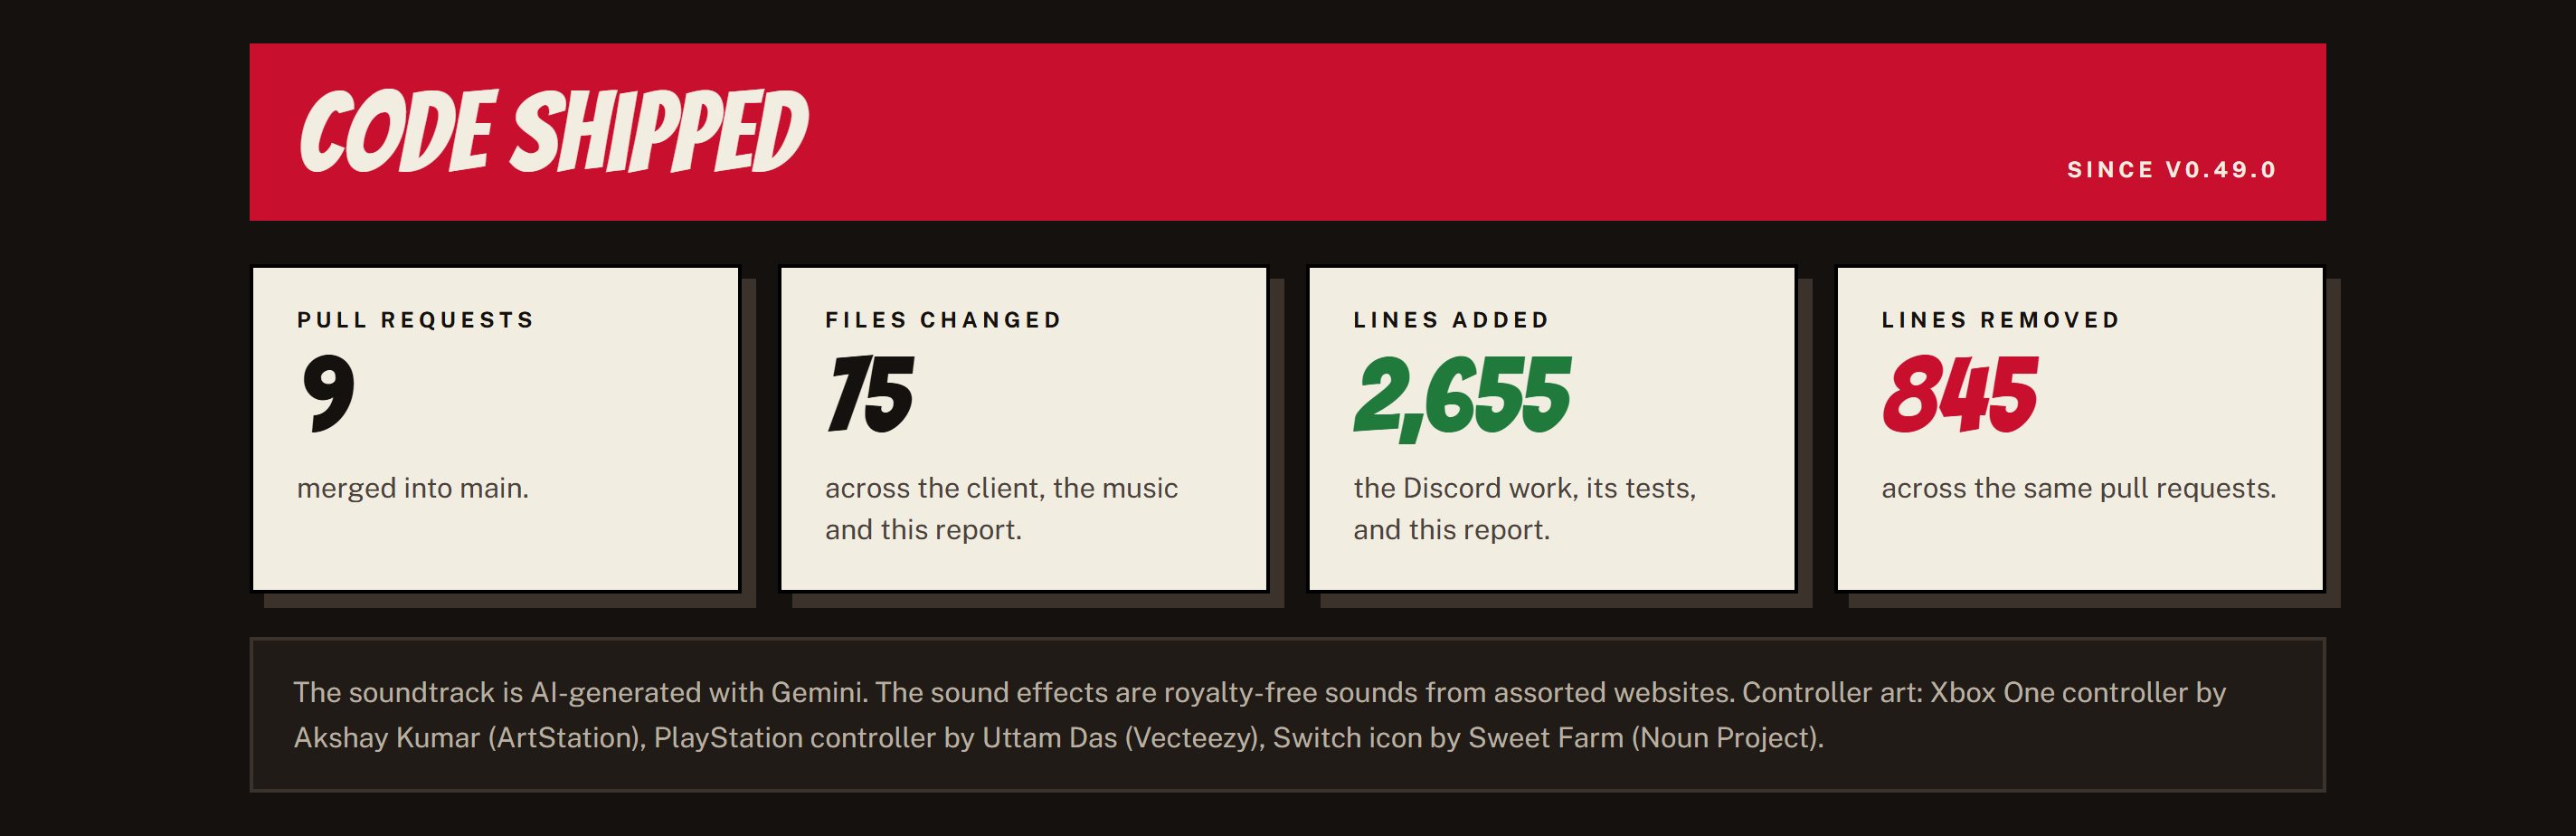 CODE SHIPPED
SINCE V0.49.0
PULL REQUESTS
9
merged into main.
FILES CHANGED
75
across the client, the music
and this report.
LINES ADDED
2,655
the Discord work, its tests,
and this report.
LINES REMOVED
845
across the same pull requests.
The soundtrack is AI-generated with Gemini. The sound effects are royalty-free sounds from assorted websites. Controller art: Xbox One controller by
Akshay Kumar (ArtStation), PlayStation controller by Uttam Das (Vecteezy), Switch icon by Sweet Farm (Noun Project).